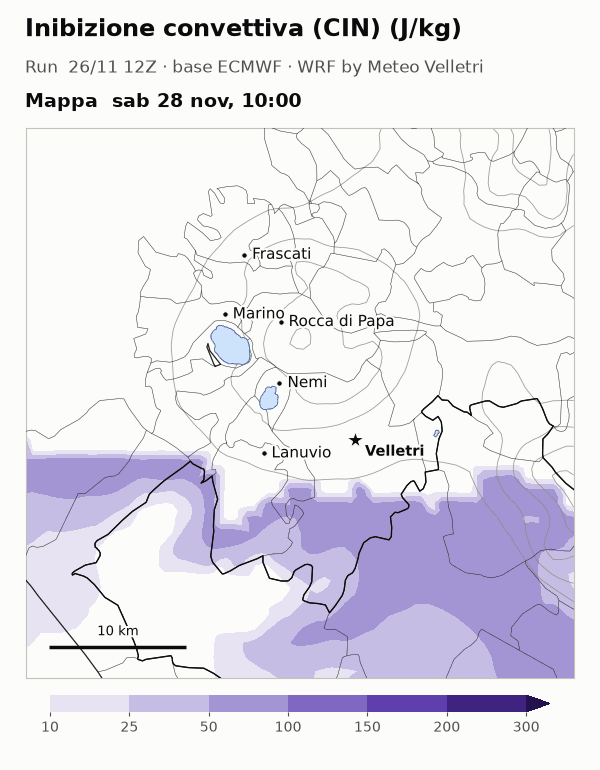 Inibizione convettiva (CIN) (J/kg)
Run  26/11 12Z · base ECMWF · WRF by Meteo Velletri
Mappa  sab 28 nov, 10:00
Frascati
Marino
Rocca di Papa
Nemi
Velletri
Lanuvio
10 km
10 25 50 100 150 200 300